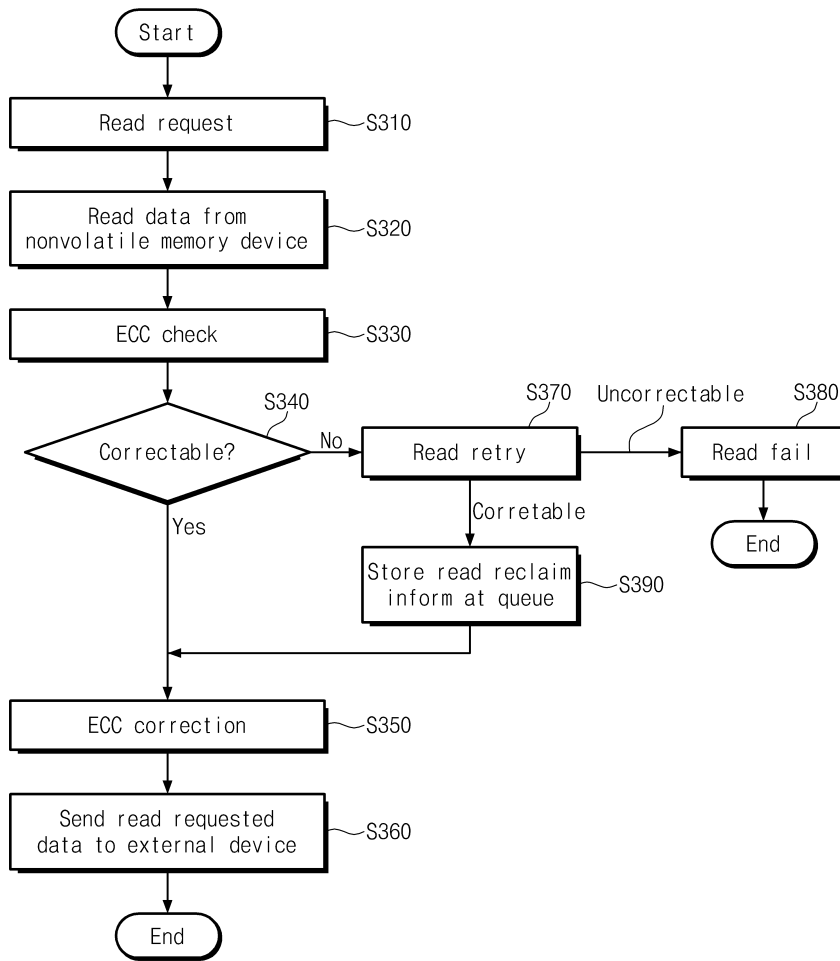 Start
Read request
S310
Read data from
nonvolatile memory device
S320
ECC check
S330
S340
Correctable?
No
Yes
S370
Read retry
Uncorrectable
S380
Read fail
End
Corretable
Store read reclaim
inform at queue
S390
ECC correction
S350
Send read requested
data to external device
S360
End